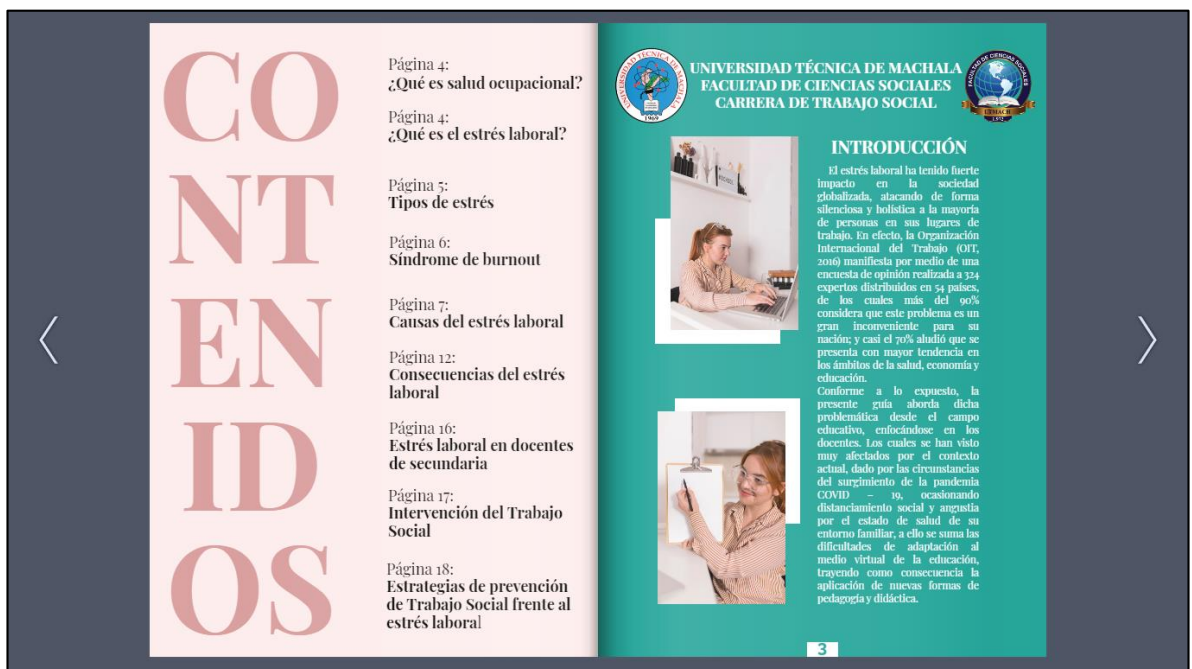 CO
NT
EN
ID
OS
Página 4:
¿Qué es salud ocupacional?
Página 4:
¿Qué es el estrés laboral?
Página 5:
Tipos de estrés
Página 6:
Síndrome de burnout
Página 7:
Causas del estrés laboral
Página 12:
Consecuencias del estrés
laboral
Página 16:
Estrés laboral en docentes
de secundaria
Página 17:
Intervención del Trabajo
Social
Página 18:
Estrategias de prevención
de Trabajo Social frente al
estrés laboral
UNIVERSIDAD TÉCNICA DE MACHALA
1969
UNIVERSIDAD TÉCNICA DE MACHALA
FACULTAD DE CIENCIAS SOCIALES
CARRERA DE TRABAJO SOCIAL
FACULTAD DE CIENCIAS SOCIALES
UTMACH
INTRODUCCIÓN
El estrés laboral ha tenido fuerte
impacto en la sociedad
globalizada, atacando de forma
silenciosa y holística a la mayoría
de personas en sus lugares de
trabajo. En efecto, la Organización
Internacional del Trabajo (OIT,
2016) manifiesta por medio de una
encuesta de opinión realizada a 324
expertos distribuidos en 54 países,
de los cuales más del 90%
considera que este problema es un
gran inconveniente para su
nación; y casi el 70% aludió que se
presenta con mayor tendencia en
los ámbitos de la salud, economía y
educación.
Conforme a lo expuesto, la
presente guía aborda dicha
problemática desde el campo
educativo, enfocándose en los
docentes. Los cuales se han visto
muy afectados por el contexto
actual, dado por las circunstancias
del surgimiento de la pandemia
COVID – 19, ocasionando
distanciamiento social y angustia
por el estado de salud de su
entorno familiar, a ello se suma las
dificultades de adaptación al
medio virtual de la educación,
trayendo como consecuencia la
aplicación de nuevas formas de
pedagogía y didáctica.
3